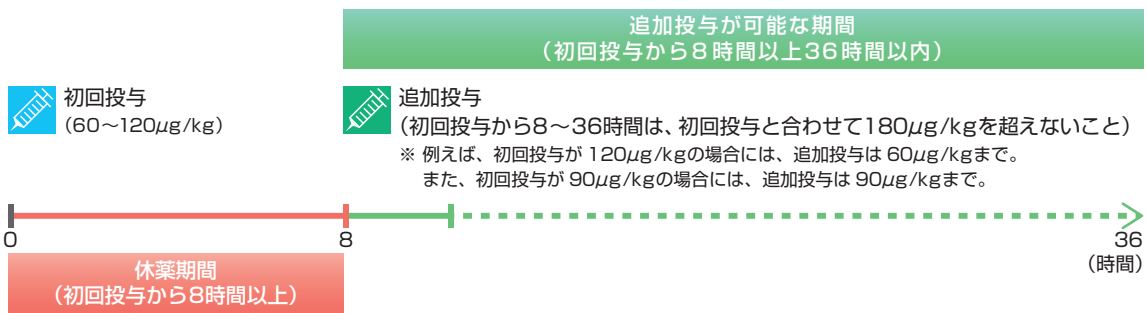 追加投与が可能な期間
（初回投与から8時間以上36時間以内）
初回投与
（60～120μg/kg）
追加投与
（初回投与から8～36時間は、初回投与と合わせて180μg/kgを超えないこと）
※ 例えば、初回投与が 120μg/kgの場合には、追加投与は 60μg/kgまで。
また、初回投与が 90μg/kgの場合には、追加投与は 90μg/kgまで。
0 8 36
（時間）
休薬期間
（初回投与から8時間以上）